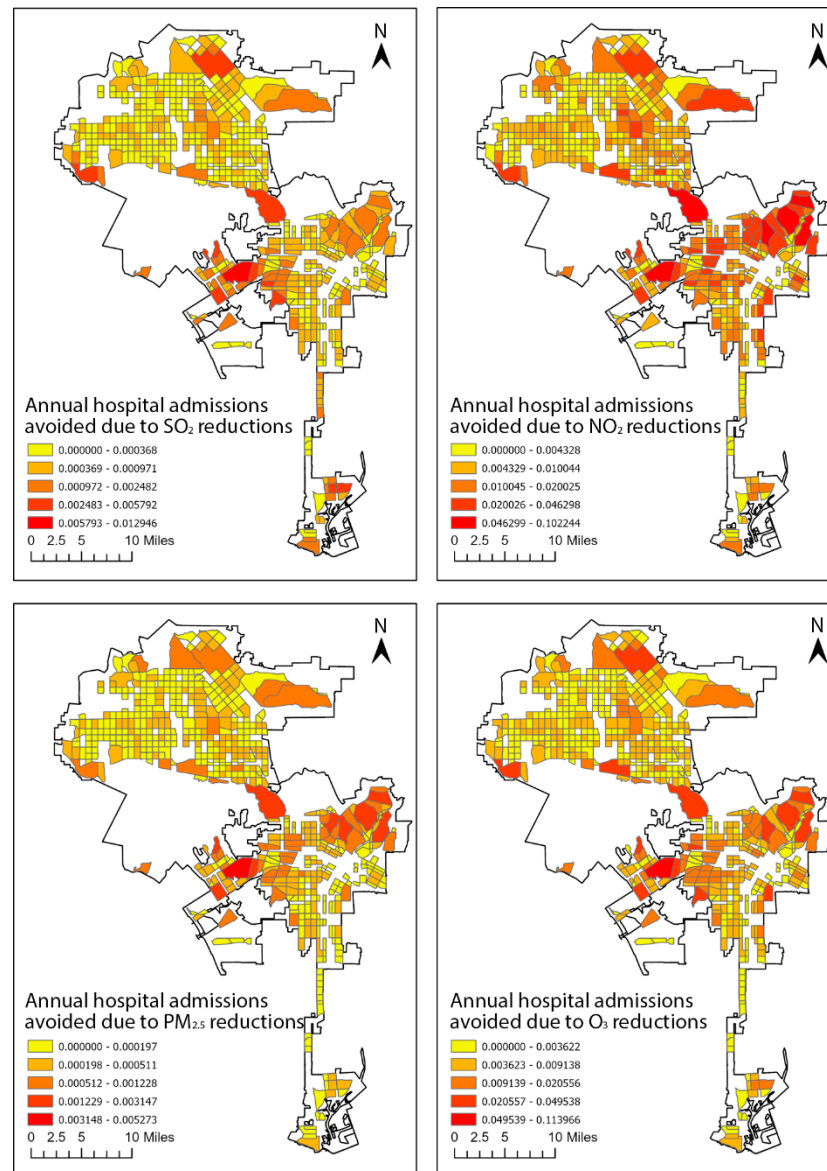 N
Annual hospital admissions
avoided due to SO₂ reductions
0.000000 - 0.000368
0.000369 - 0.000971
0.000972 - 0.002482
0.002483 - 0.005792
0.005793 - 0.012946
0 2.5 5 10 Miles
N
Annual hospital admissions
avoided due to NO₂ reductions
0.000000 - 0.004328
0.004329 - 0.010044
0.010045 - 0.020025
0.020026 - 0.046298
0.046299 - 0.102244
0 2.5 5 10 Miles
N
Annual hospital admissions
avoided due to PM₂.₅ reductions
0.000000 - 0.000197
0.000198 - 0.000511
0.000512 - 0.001228
0.001229 - 0.003147
0.003148 - 0.005273
0 2.5 5 10 Miles
N
Annual hospital admissions
avoided due to O₃ reductions
0.000000 - 0.003622
0.003623 - 0.009138
0.009139 - 0.020556
0.020557 - 0.049538
0.049539 - 0.113966
0 2.5 5 10 Miles